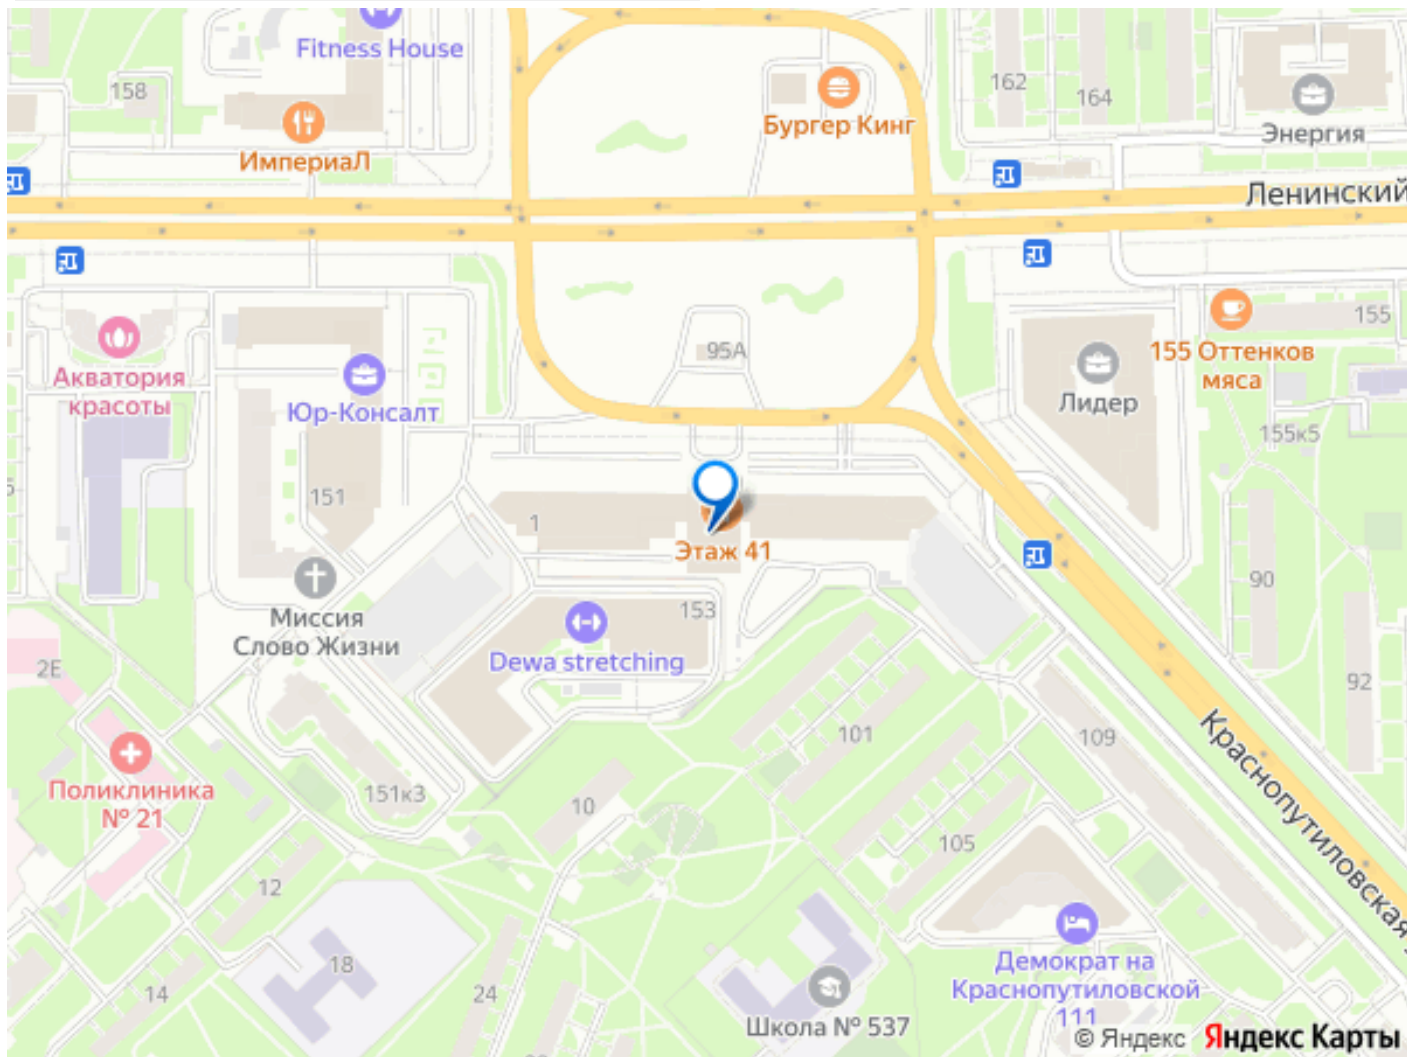 Fitness House
158
ИмпериаЛ
Бургер Кинг
162
164
Энергия
Ленинский
Акватория
красоты
Юр-Консалт
95А
Лидер
155
155 Оттенков
мяса
155к5
151
1
Этаж 41
90
Миссия
Слово Жизни
153
Dewa stretching
2Е
92
101
109
Краснопутиловская
Поликлиника
№ 21
151к3
10
105
12
18
14
24
Школа № 537
Демократ на
Краснопутиловской
111
© Яндекс Яндекс Карты